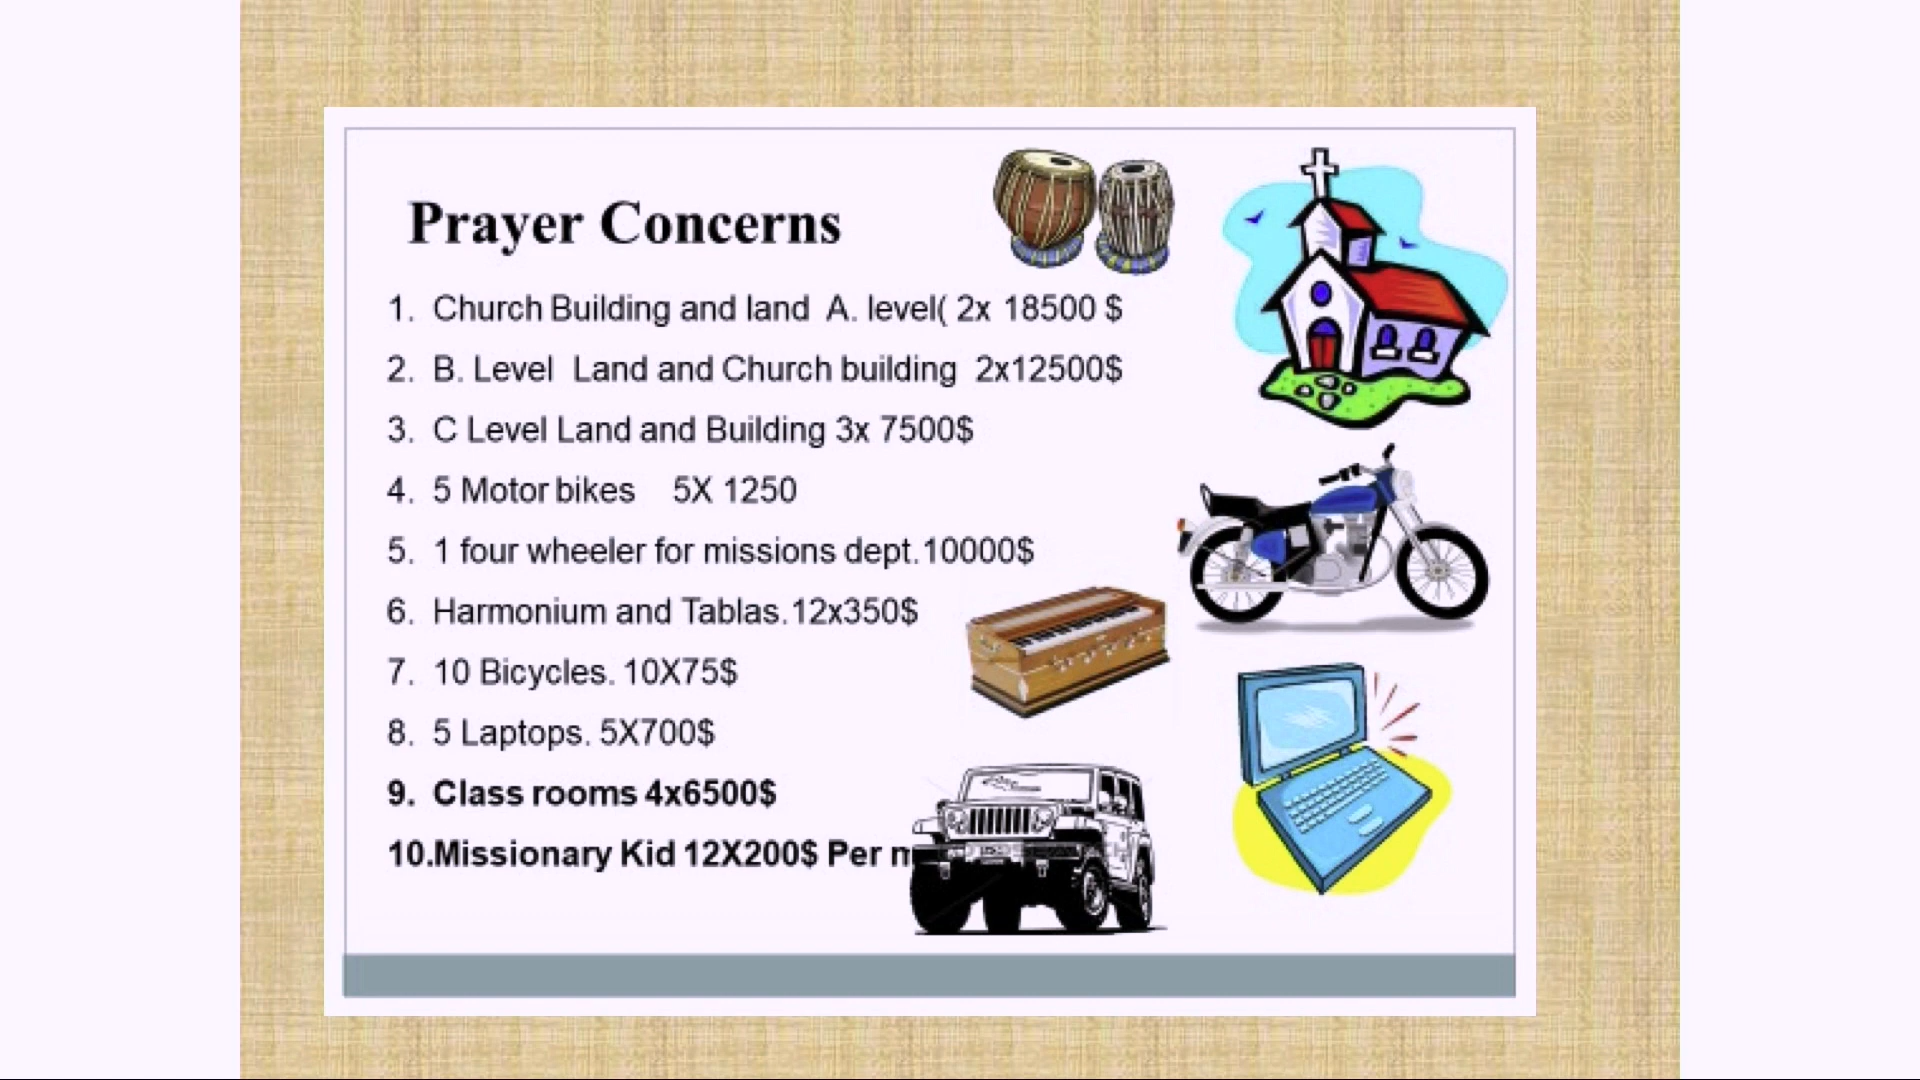 Prayer Concerns
1. Church Building and land A. level( 2x 18500 $
2. B. Level Land and Church building 2x12500$
3. C Level Land and Building 3x 7500$
4. 5 Motor bikes 5X 1250
5. 1 four wheeler for missions dept.10000$
6. Harmonium and Tablas.12x350$
7. 10 Bicycles. 10X75$
8. 5 Laptops. 5X700$
9. Class rooms 4x6500$
10.Missionary Kid 12X200$ Per